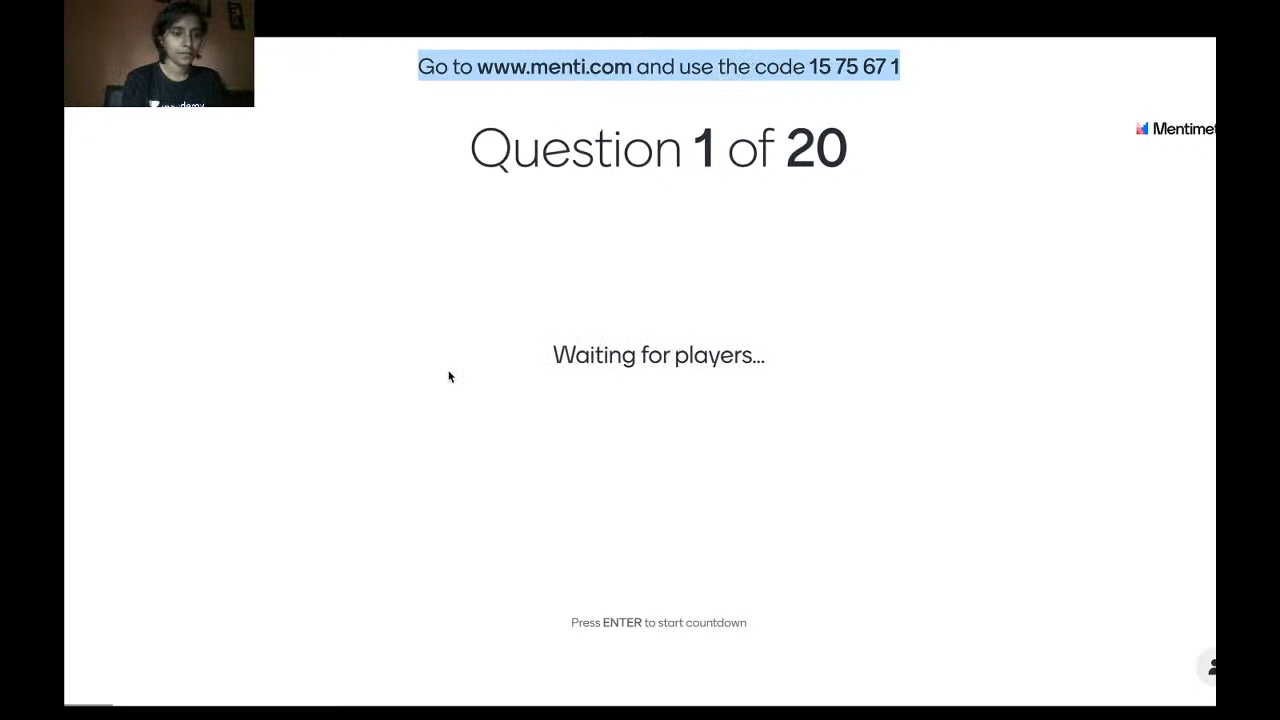 Go to www.menti.com and use the code 15 75 67 1
Mentimet
Question 1 of 20
Waiting for players...
Press ENTER to start countdown